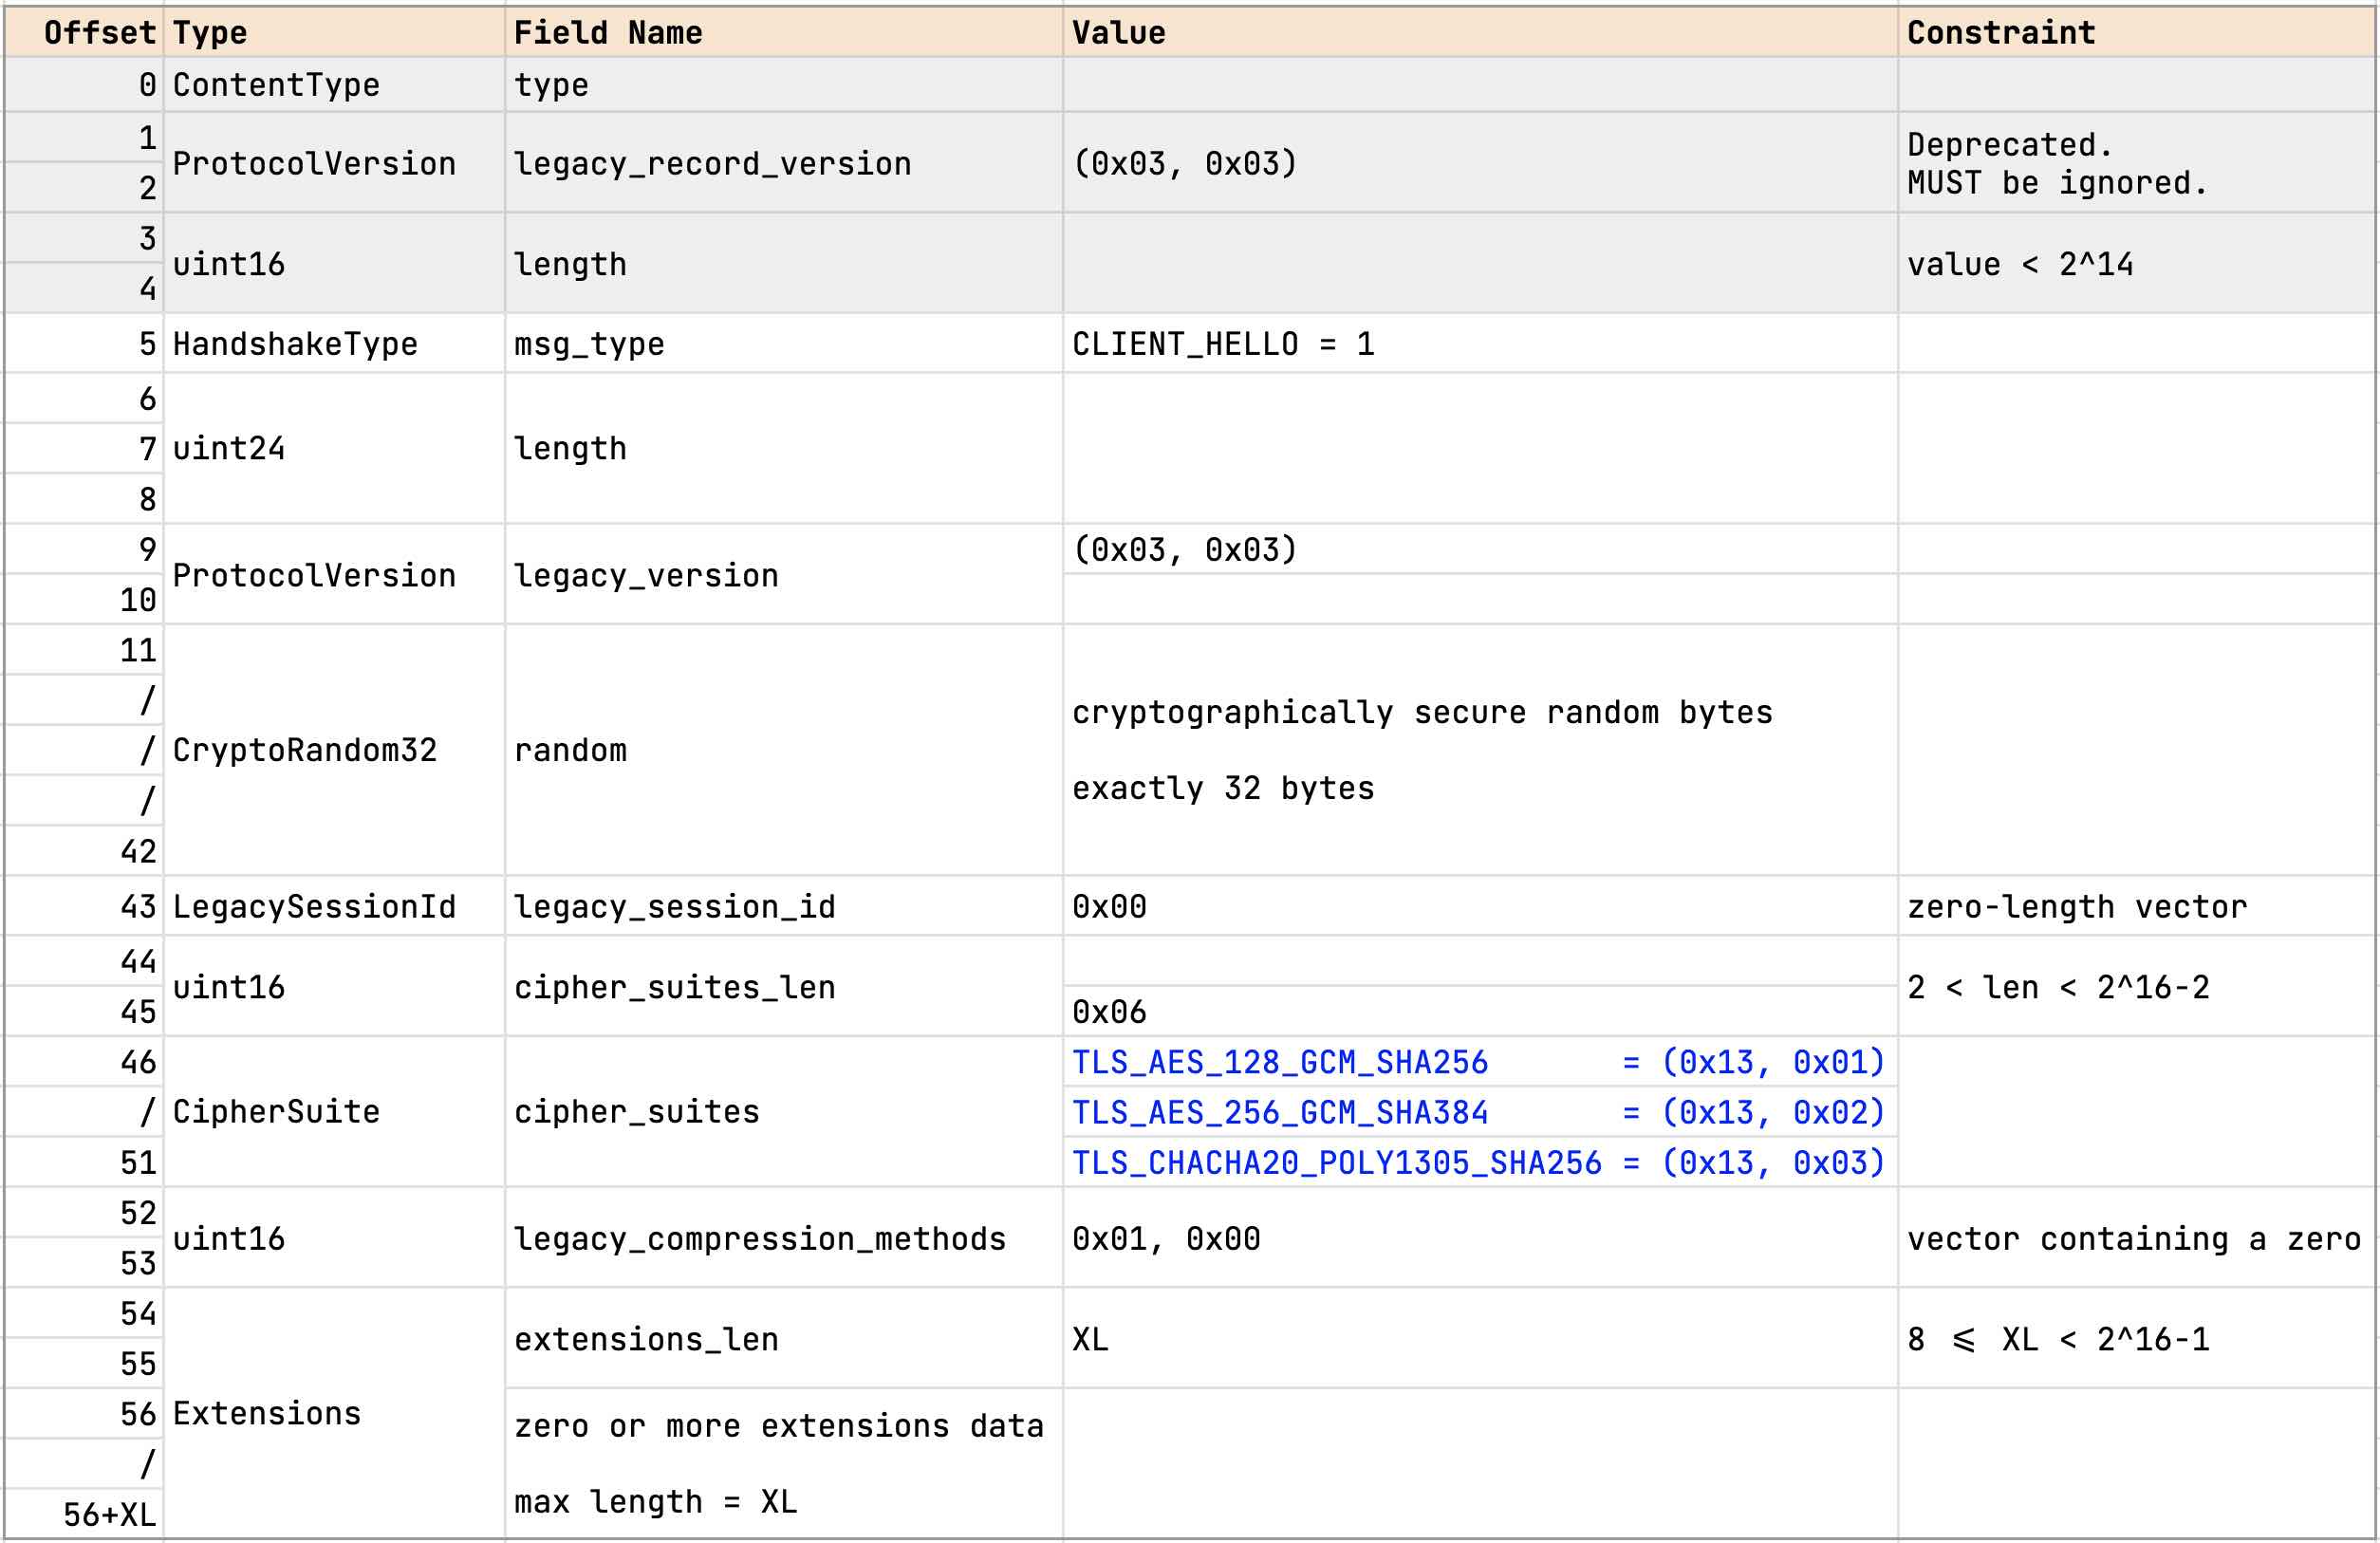 Offset Type Field Name Value Constraint
0 ContentType type
1
ProtocolVersion legacy_record_version (0x03, 0x03) Deprecated.
MUST be ignored.
2
3
uint16 length value < 2^14
4
5 HandshakeType msg_type CLIENT_HELLO = 1
6
7 uint24 length
8
9 (0x03, 0x03)
ProtocolVersion legacy_version
10
11
/
cryptographically secure random bytes
/ CryptoRandom32 random
exactly 32 bytes
/
42
43 LegacySessionId legacy_session_id 0x00 zero-length vector
44
uint16 cipher_suites_len 2 < len < 2^16-2
45 0x06
46 TLS_AES_128_GCM_SHA256 = (0x13, 0x01)
/ CipherSuite cipher_suites TLS_AES_256_GCM_SHA384 = (0x13, 0x02)
51 TLS_CHACHA20_POLY1305_SHA256 = (0x13, 0x03)
52
uint16 legacy_compression_methods 0x01, 0x00 vector containing a zero
53
54
extensions_len XL 8 ⩽ XL < 2^16-1
55
56 Extensions
zero or more extensions data
/
max length = XL
56+XL